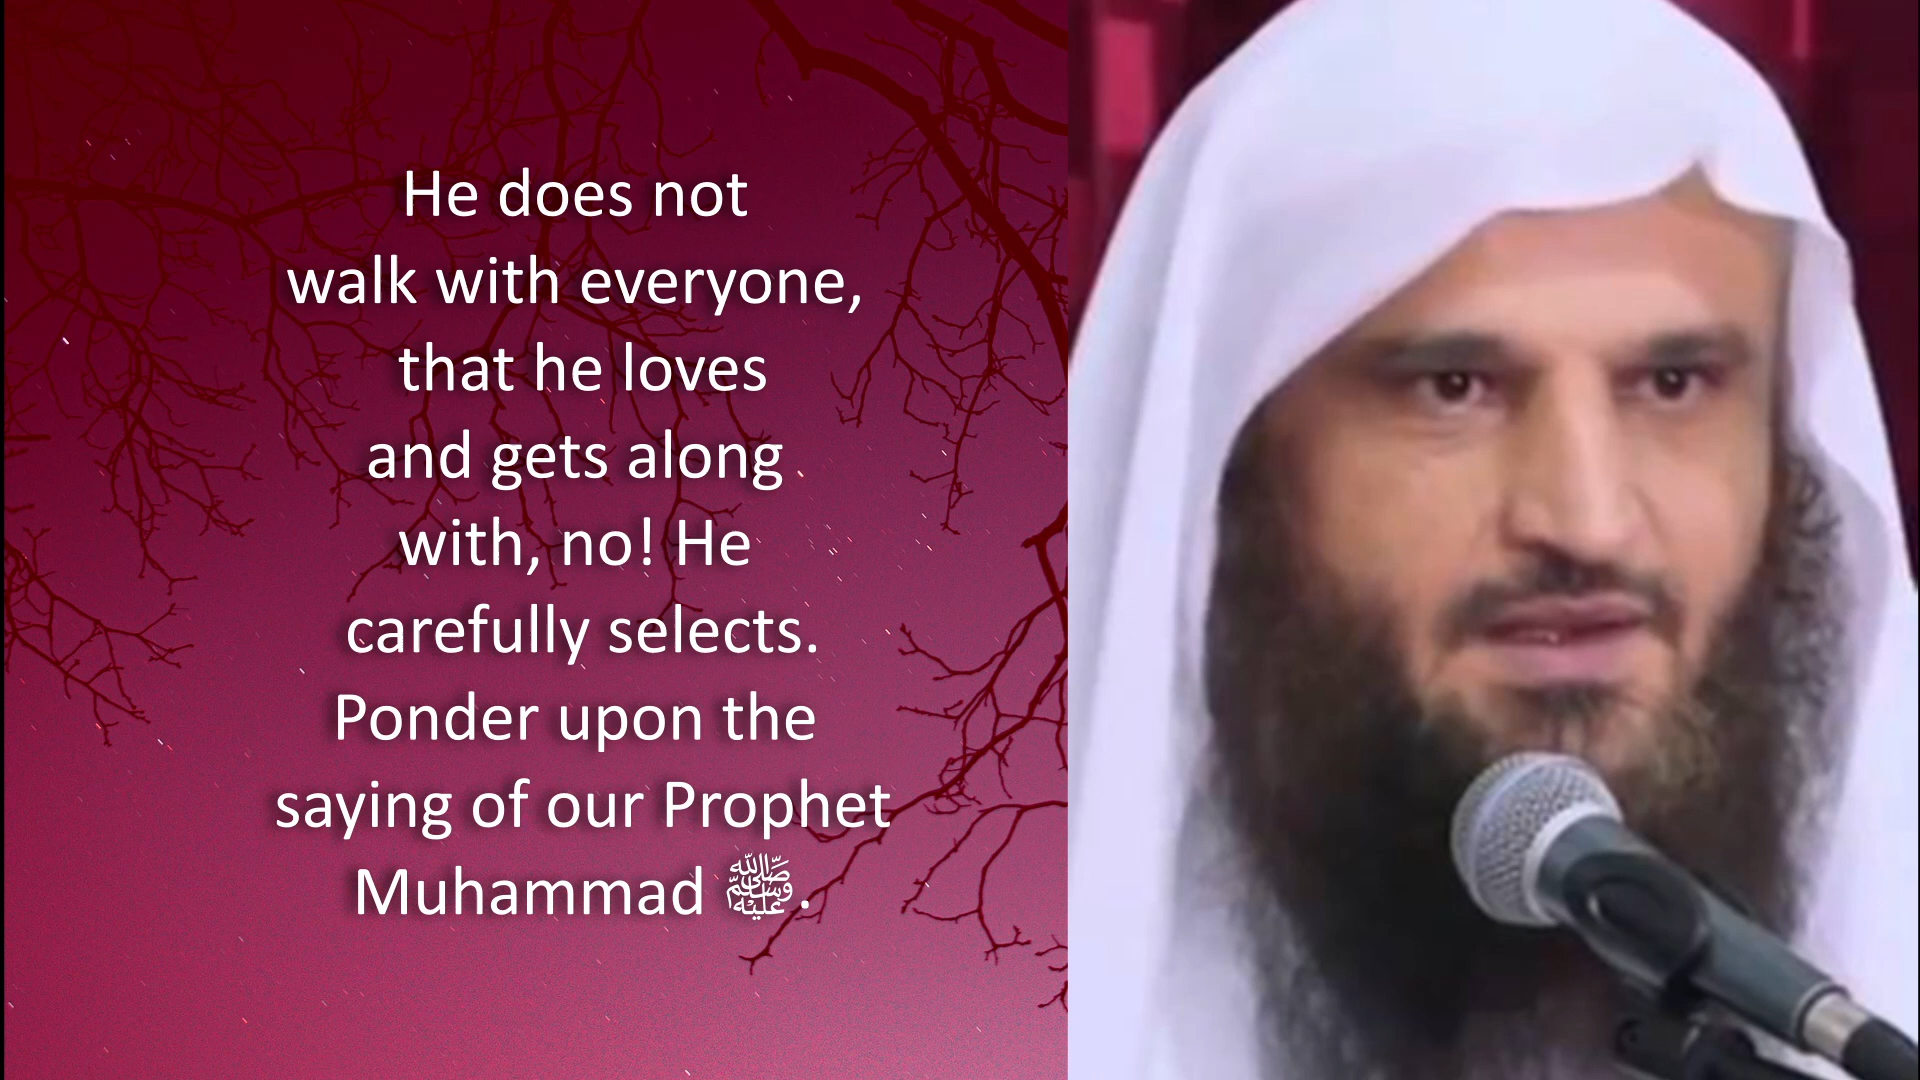 He does not
walk with everyone,
that he loves
and gets along
with, no! He
carefully selects.
Ponder upon the
saying of our Prophet
Muhammad ﷺ.